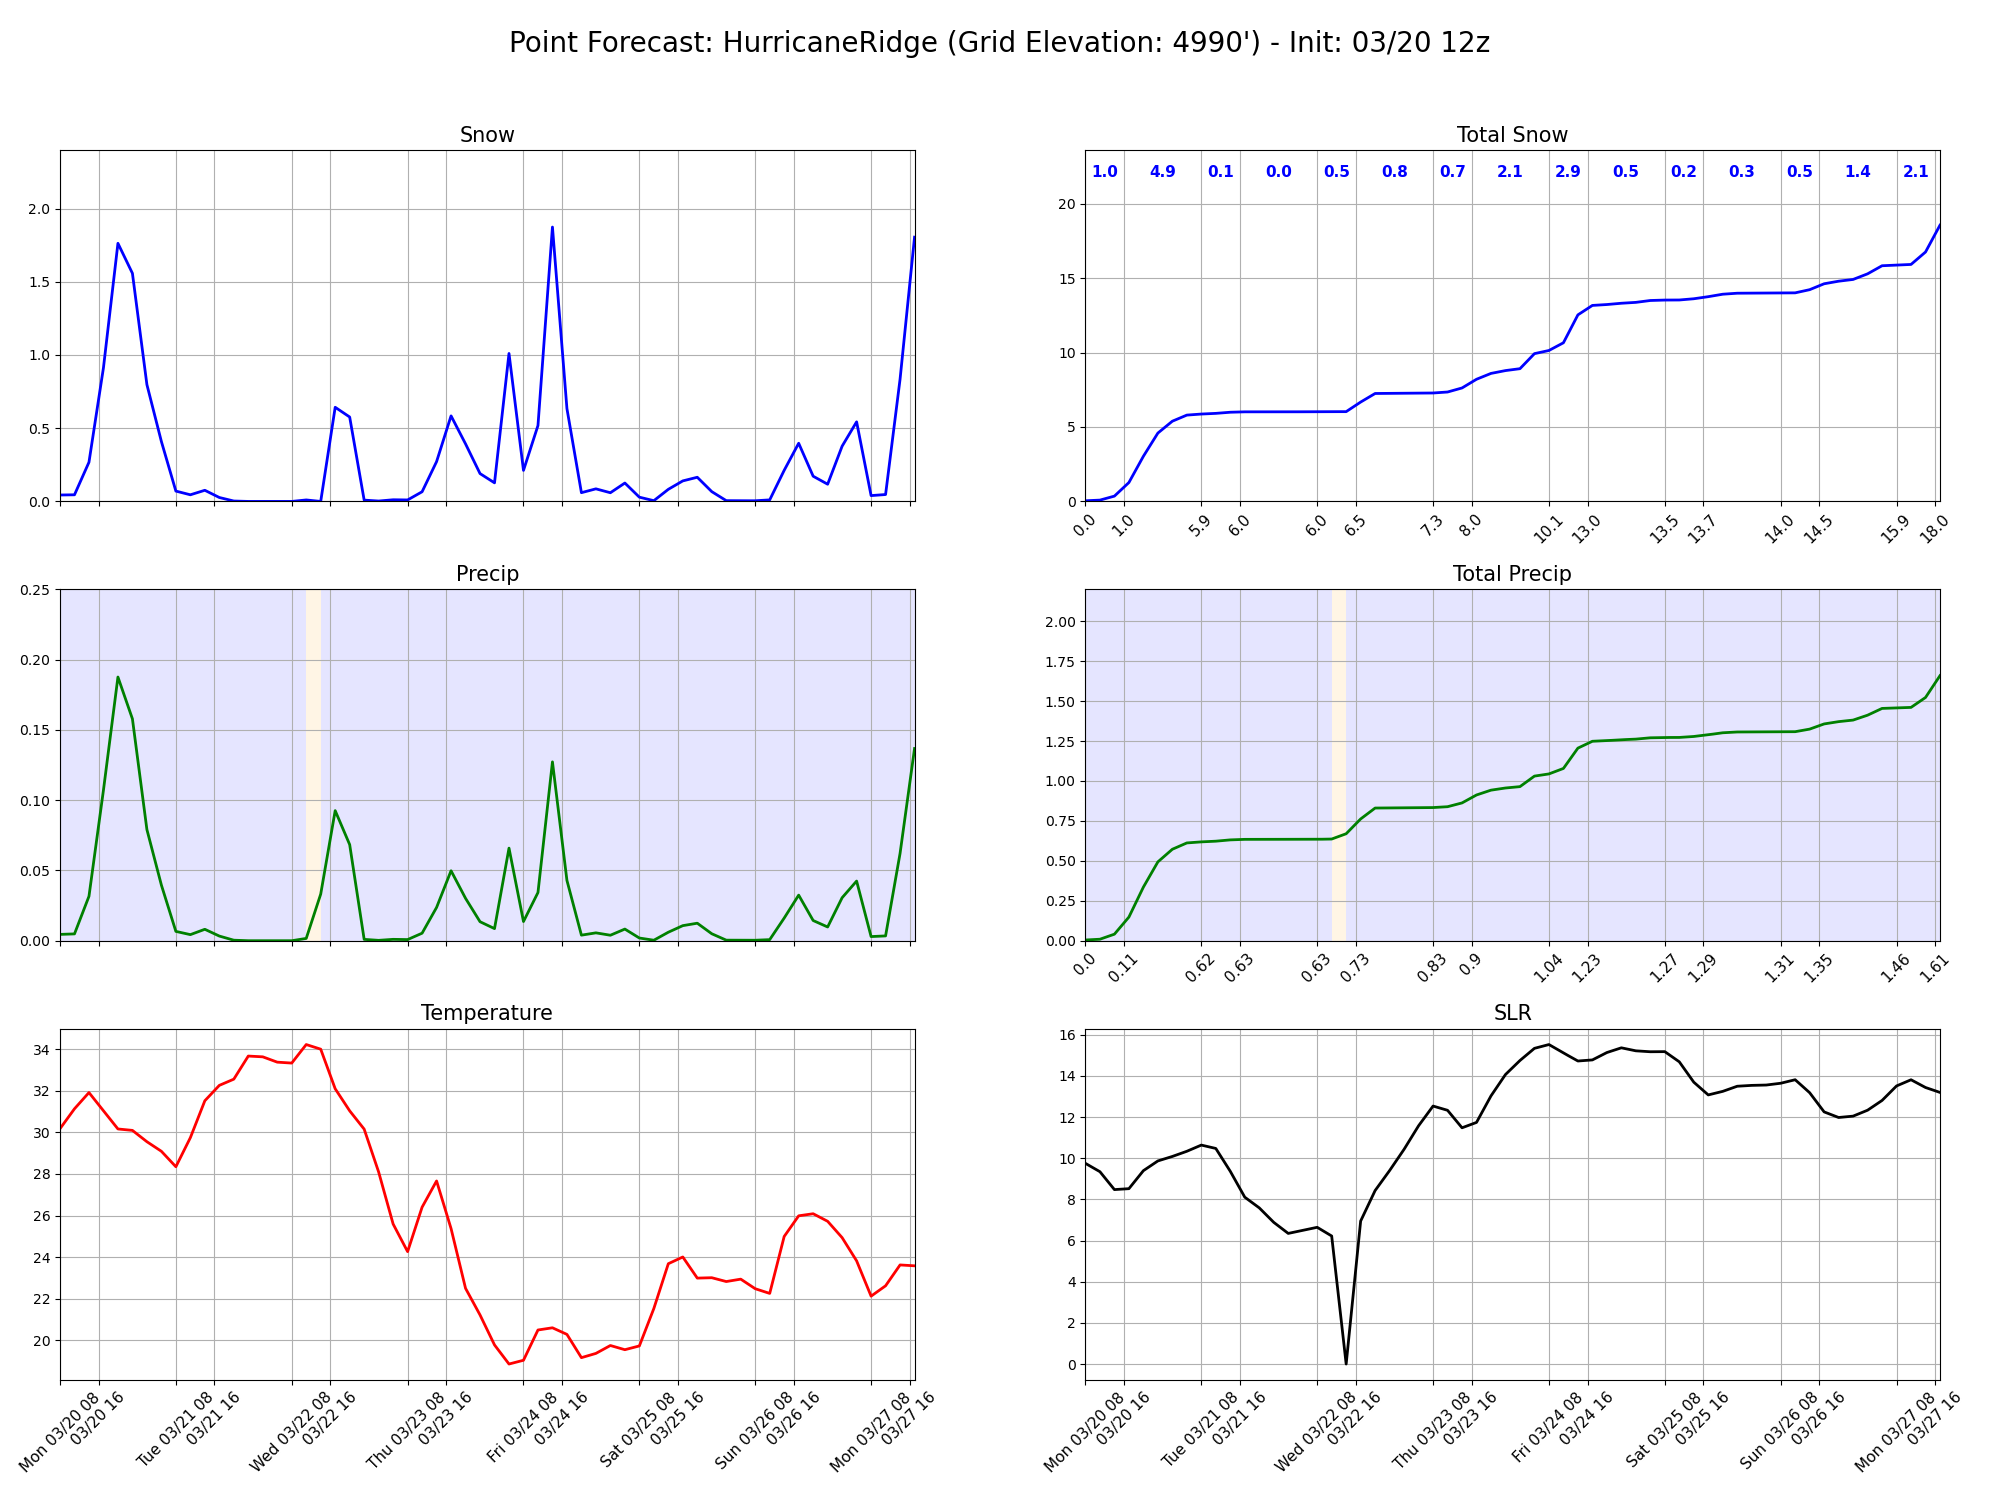 Point Forecast: HurricaneRidge (Grid Elevation: 4990') - Init: 03/20 12z
Snow
2.0
1.5
1.0
0.5
0.0
Total Snow
1.0 4.9 0.1 0.0 0.5 0.8 0.7 2.1 2.9 0.5 0.2 0.3 0.5 1.4 2.1
20
15
10
5
0
0.0 1.0 5.9 6.0 6.0 6.5 7.3 8.0 10.1 13.0 13.5 13.7 14.0 14.5 15.9 18.0
Precip
0.25
0.20
0.15
0.10
0.05
0.00
Total Precip
2.00
1.75
1.50
1.25
1.00
0.75
0.50
0.25
0.00
0.0 0.11 0.62 0.63 0.63 0.73 0.83 0.9 1.04 1.23 1.27 1.29 1.31 1.35 1.46 1.61
Temperature
34
32
30
28
26
24
22
20
Mon 03/20 08
03/20 16
Tue 03/21 08
03/21 16
Wed 03/22 08
03/22 16
Thu 03/23 08
03/23 16
Fri 03/24 08
03/24 16
Sat 03/25 08
03/25 16
Sun 03/26 08
03/26 16
Mon 03/27 08
03/27 16
SLR
16
14
12
10
8
6
4
2
0
Mon 03/20 08
03/20 16
Tue 03/21 08
03/21 16
Wed 03/22 08
03/22 16
Thu 03/23 08
03/23 16
Fri 03/24 08
03/24 16
Sat 03/25 08
03/25 16
Sun 03/26 08
03/26 16
Mon 03/27 08
03/27 16